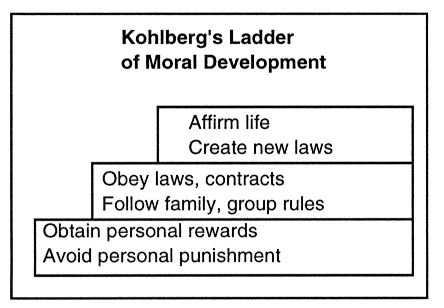 Kohlberg's Ladder
of Moral Development
Affirm life
Create new laws
Obey laws, contracts
Follow family, group rules
Obtain personal rewards
Avoid personal punishment